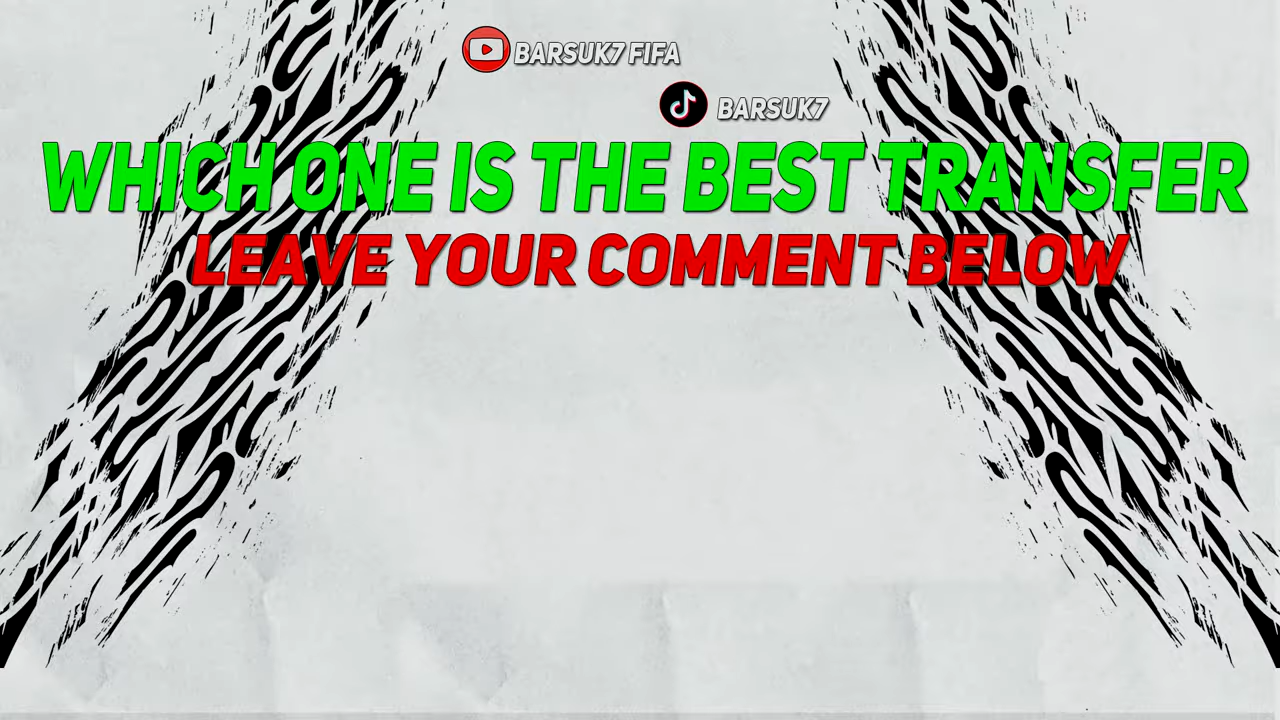 BARSUK7 FIFA
BARSUK7
WHICH ONE IS THE BEST TRANSFER
LEAVE YOUR COMMENT BELOW